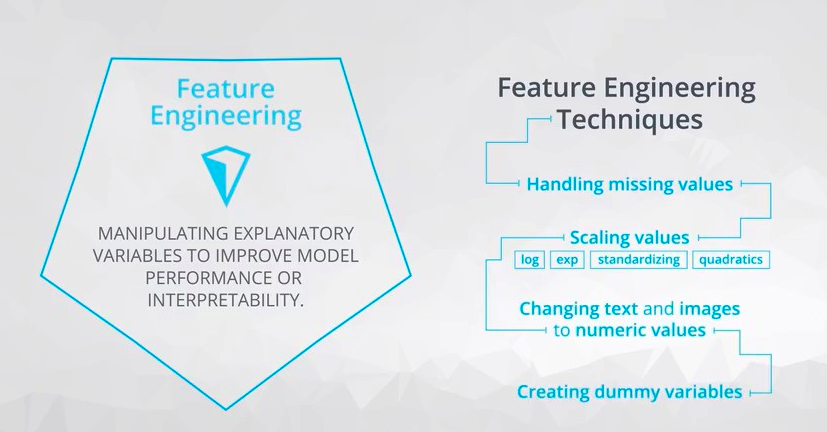 Feature
Engineering
MANIPULATING EXPLANATORY
VARIABLES TO IMPROVE MODEL
PERFORMANCE OR
INTERPRETABILITY.
Feature Engineering
Techniques
Handling missing values
Scaling values
log exp standardizing quadratics
Changing text and images
to numeric values
Creating dummy variables